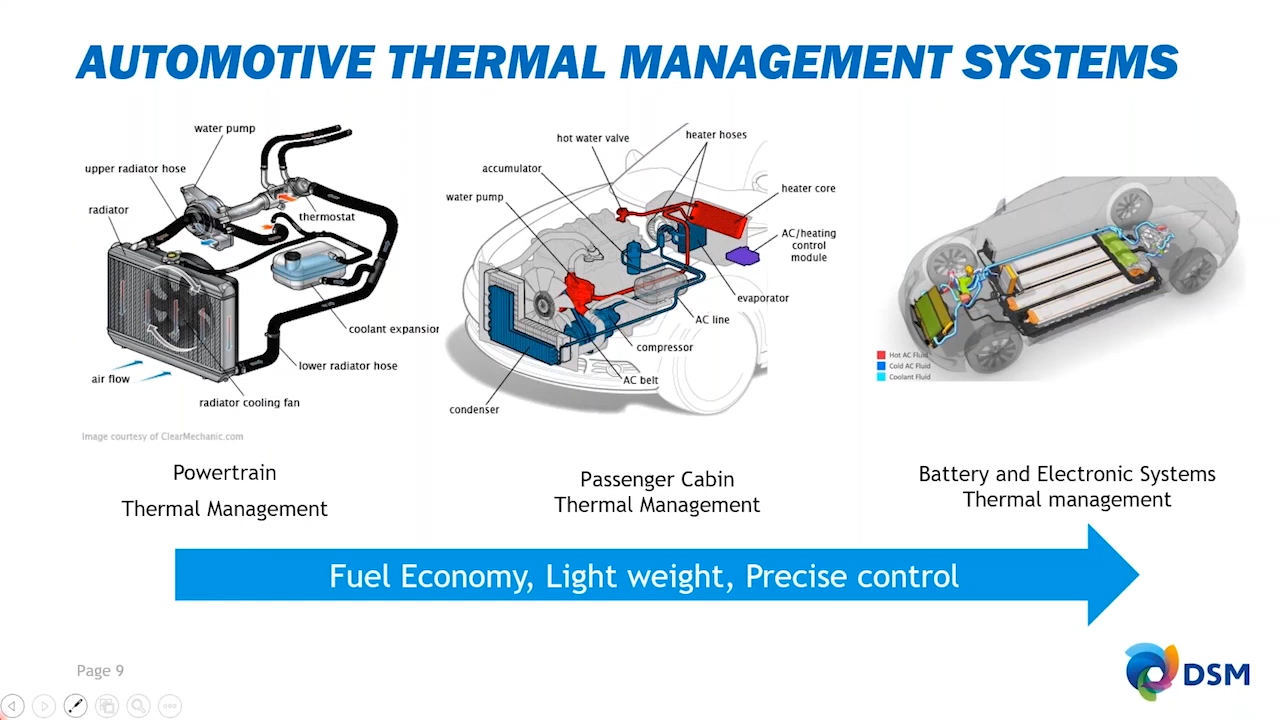 AUTOMOTIVE THERMAL MANAGEMENT SYSTEMS
water pump
upper radiator hose
radiator
thermostat
coolant expansior
lower radiator hose
air flow
radiator cooling fan
Image courtesy of ClearMechanic.com
hot water valve
heater hoses
accumulator
water pump
heater core
AC/heating
control
module
evaporator
AC line
compressor
AC belt
condenser
Hot AC Fluid
Cold AC Fluid
Coolant Fluid
Powertrain
Thermal Management
Passenger Cabin
Thermal Management
Battery and Electronic Systems
Thermal management
Fuel Economy, Light weight, Precise control
Page 9
DSM